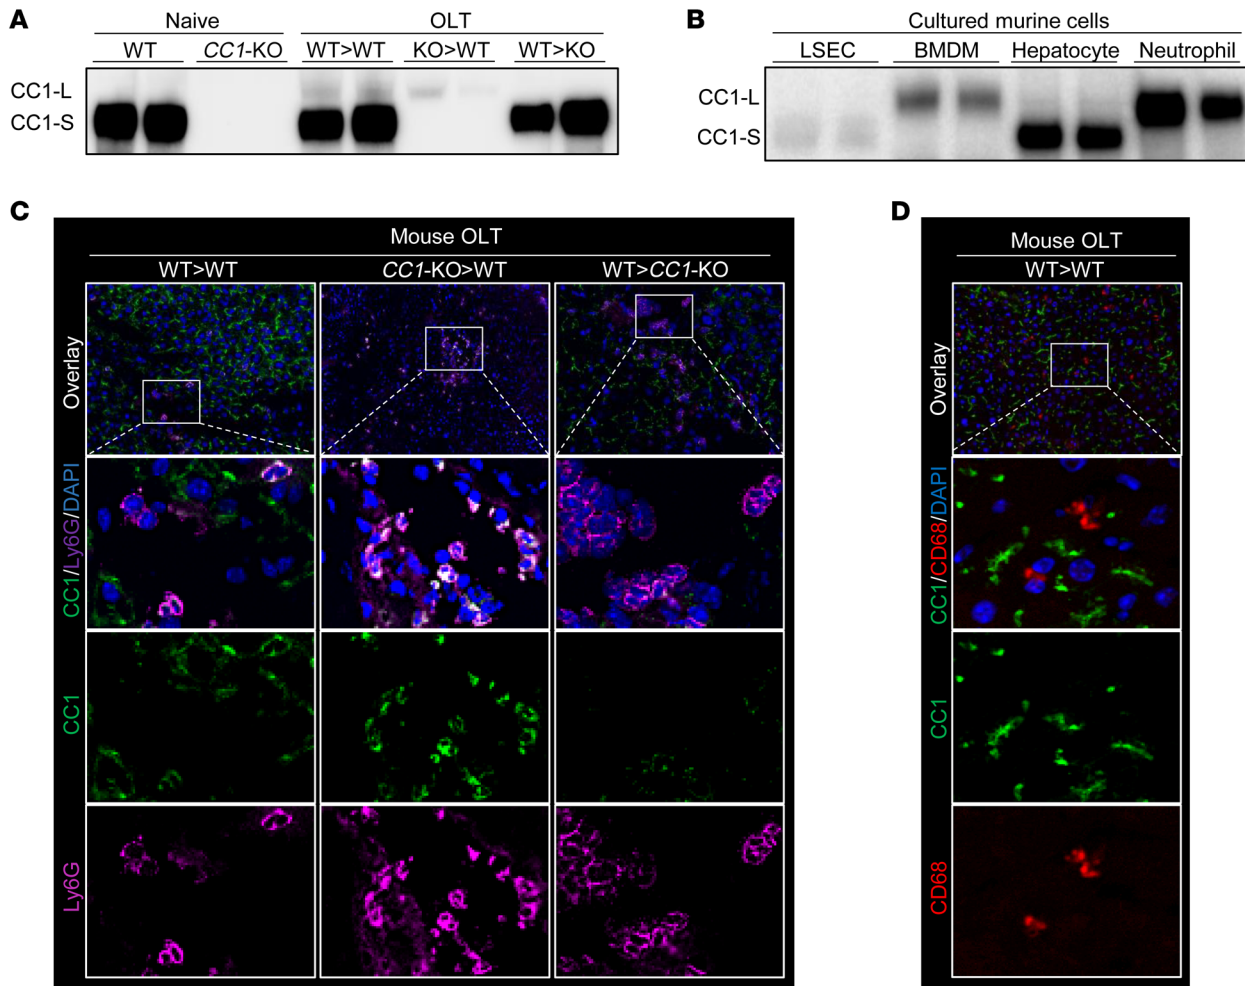 A
Naive
OLT
WT
CC1-KO
WT>WT
KO>WT
WT>KO
CC1-L
CC1-S
B
Cultured murine cells
LSEC
BMDM
Hepatocyte
Neutrophil
CC1-L
CC1-S
C
Mouse OLT
WT>WT
CC1-KO>WT
WT>CC1-KO
Overlay
CC1/Ly6G/DAPI
CC1
Ly6G
D
Mouse OLT
WT>WT
Overlay
CC1/CD68/DAPI
CC1
CD68